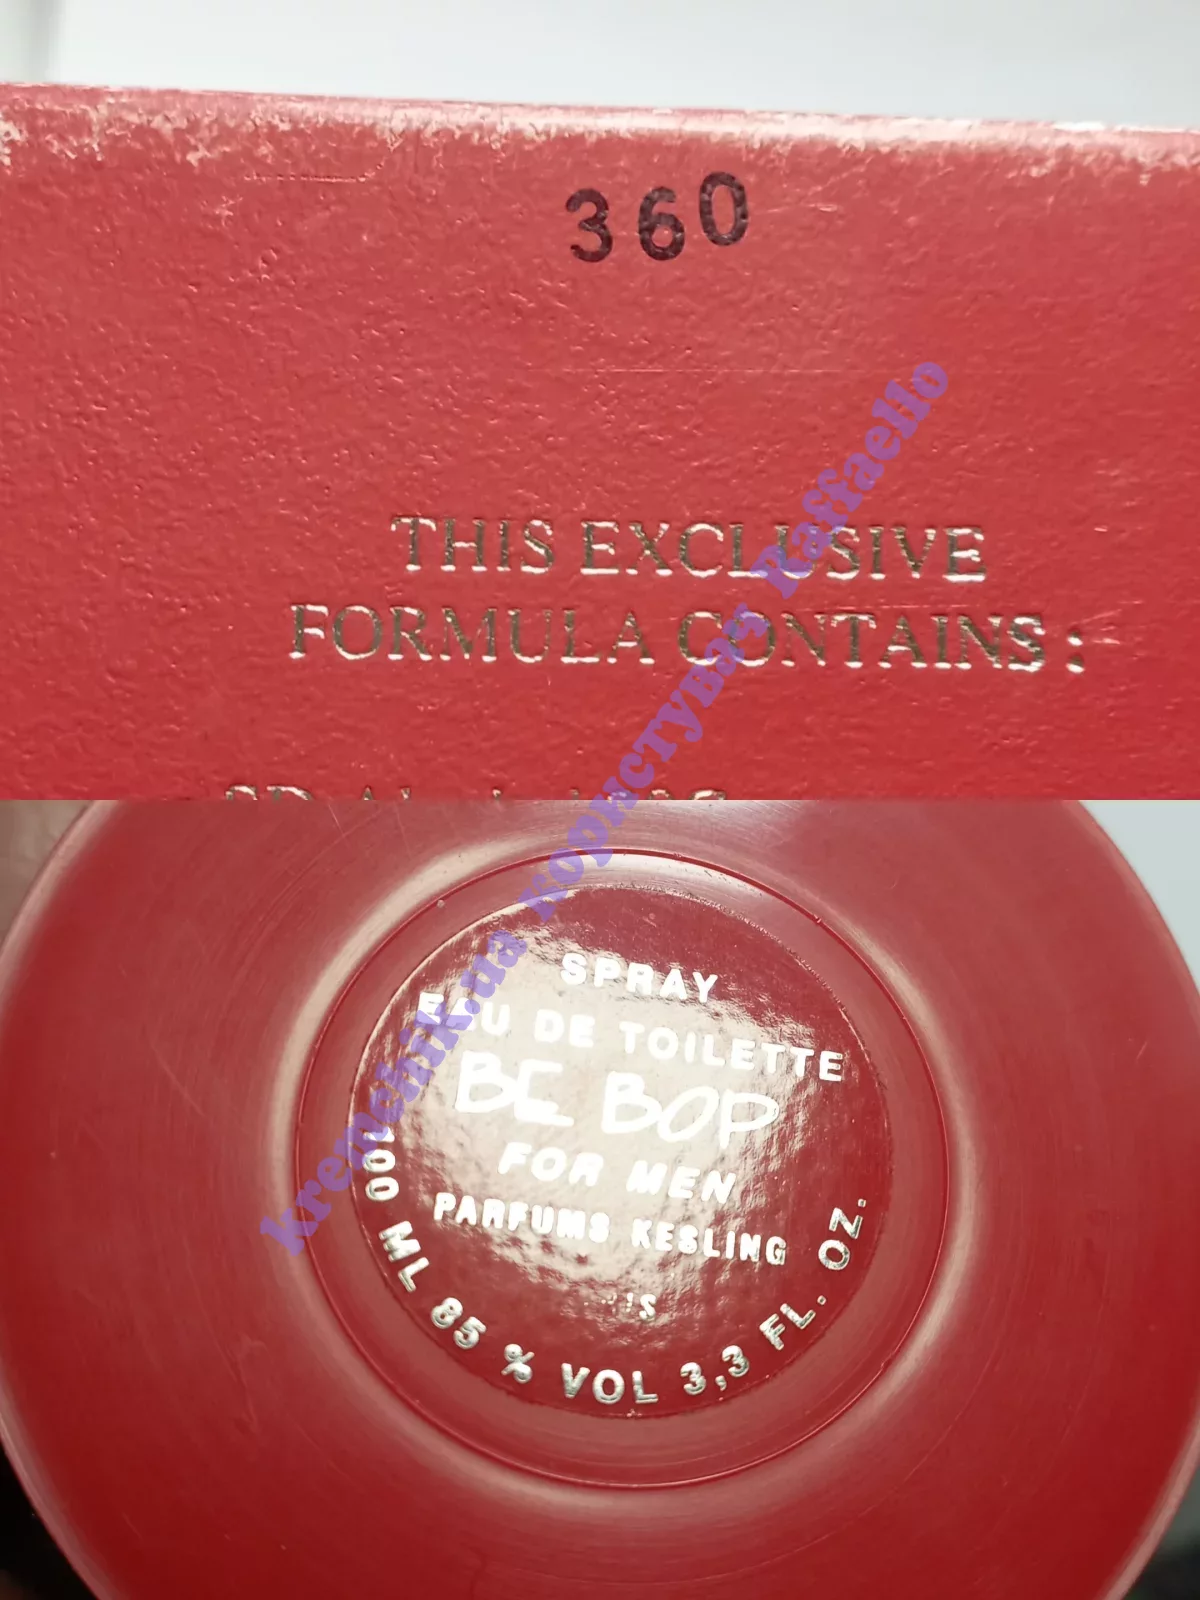 360
THIS EXCLUSIVE
FORMULA CONTAINS :
SPRAY
EAU DE TOILETTE
BE BOP
FOR MEN
PARFUMS KESLING
100 ML 85 % VOL 3,3 FL. OZ.
kremchik.ua користувач Raffaello